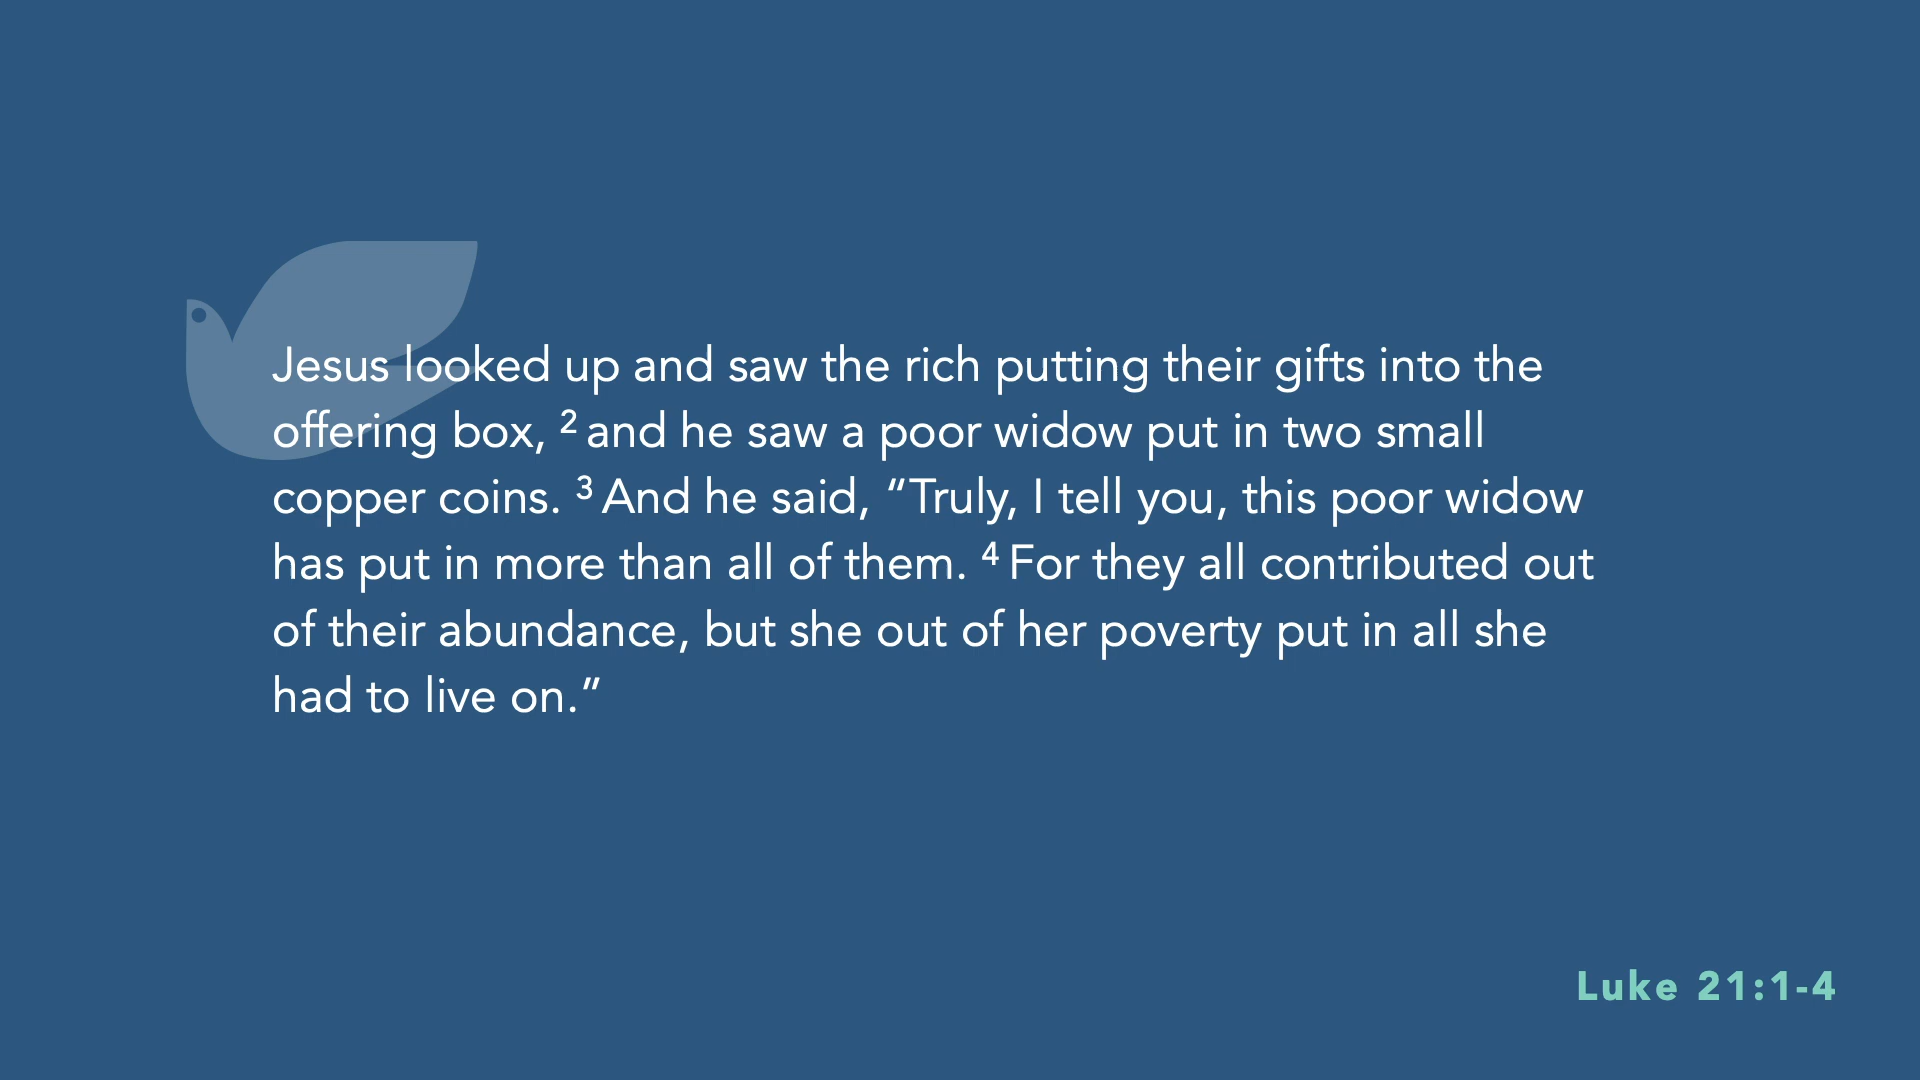 Jesus looked up and saw the rich putting their gifts into the
offering box, ² and he saw a poor widow put in two small
copper coins. ³ And he said, “Truly, I tell you, this poor widow
has put in more than all of them. ⁴ For they all contributed out
of their abundance, but she out of her poverty put in all she
had to live on.”
Luke 21:1-4